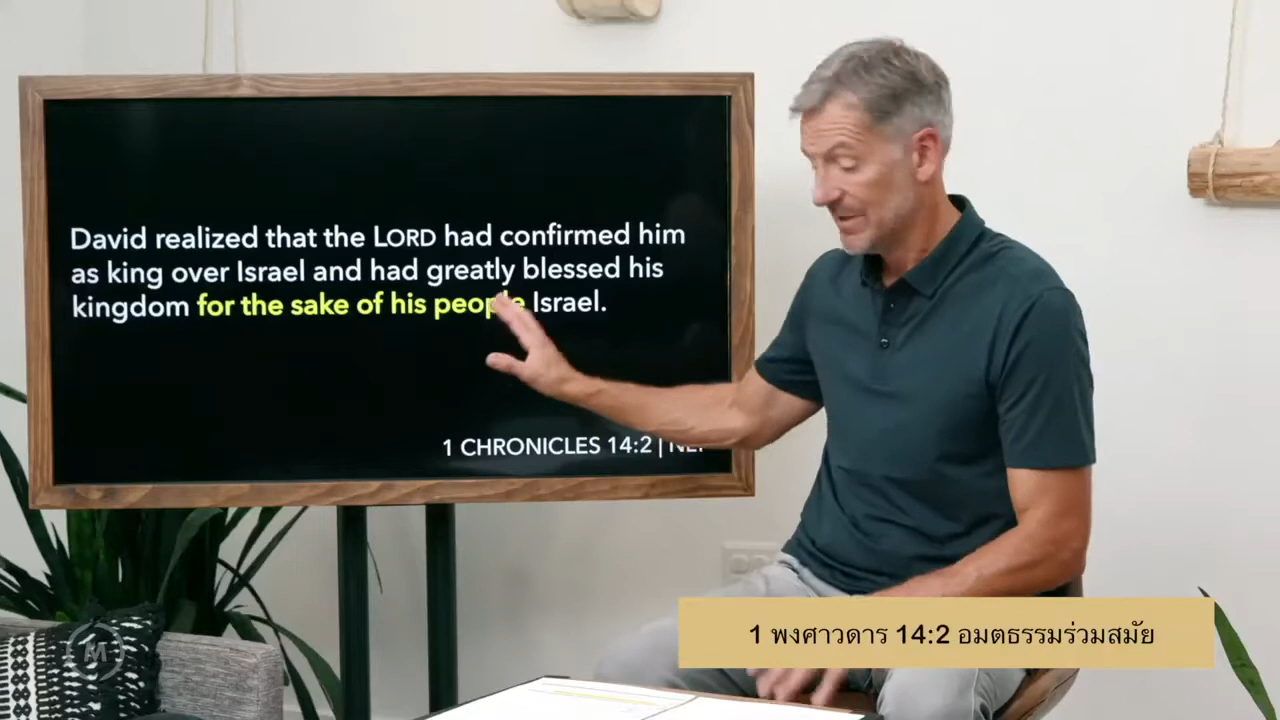 David realized that the LORD had confirmed him
as king over Israel and had greatly blessed his
kingdom for the sake of his people Israel.
1 CHRONICLES 14:2 |
1 พงศาวดาร 14:2 อมตธรรมร่วมสมัย
M